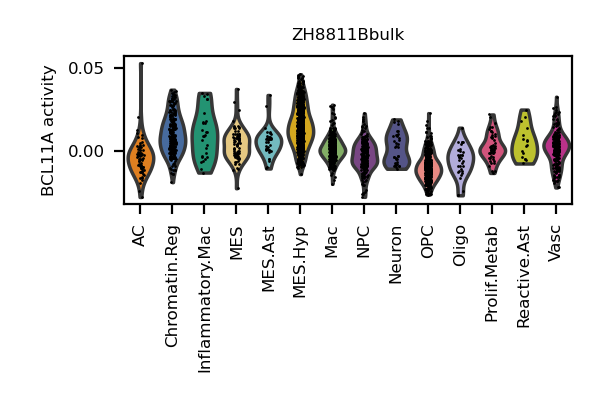 ZH8811Bbulk
BCL11A activity
0.05
0.00
AC
Chromatin.Reg
Inflammatory.Mac
MES
MES.Ast
MES.Hyp
Mac
NPC
Neuron
OPC
Oligo
Prolif.Metab
Reactive.Ast
Vasc